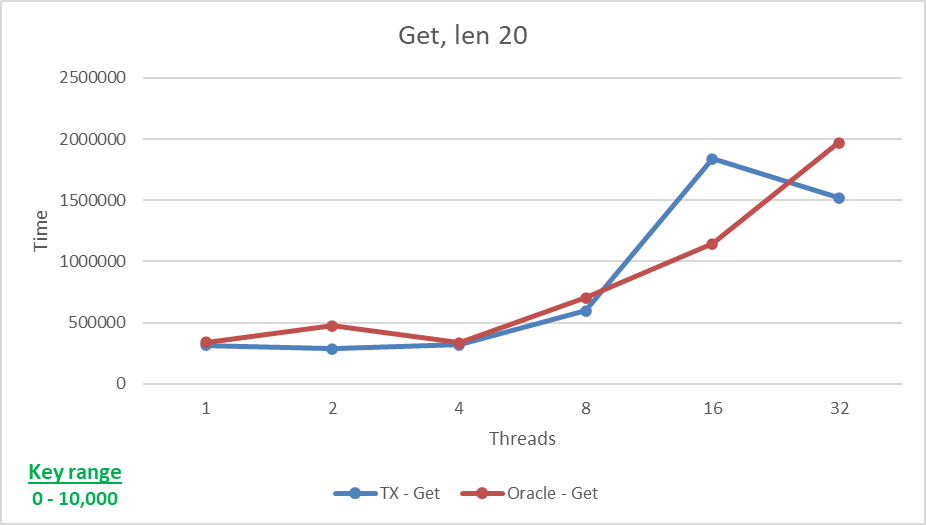 Get, len 20
2500000
2000000
1500000
1000000
500000
0
Time
1 2 4 8 16 32
Threads
Key range
0 - 10,000
TX - Get Oracle - Get